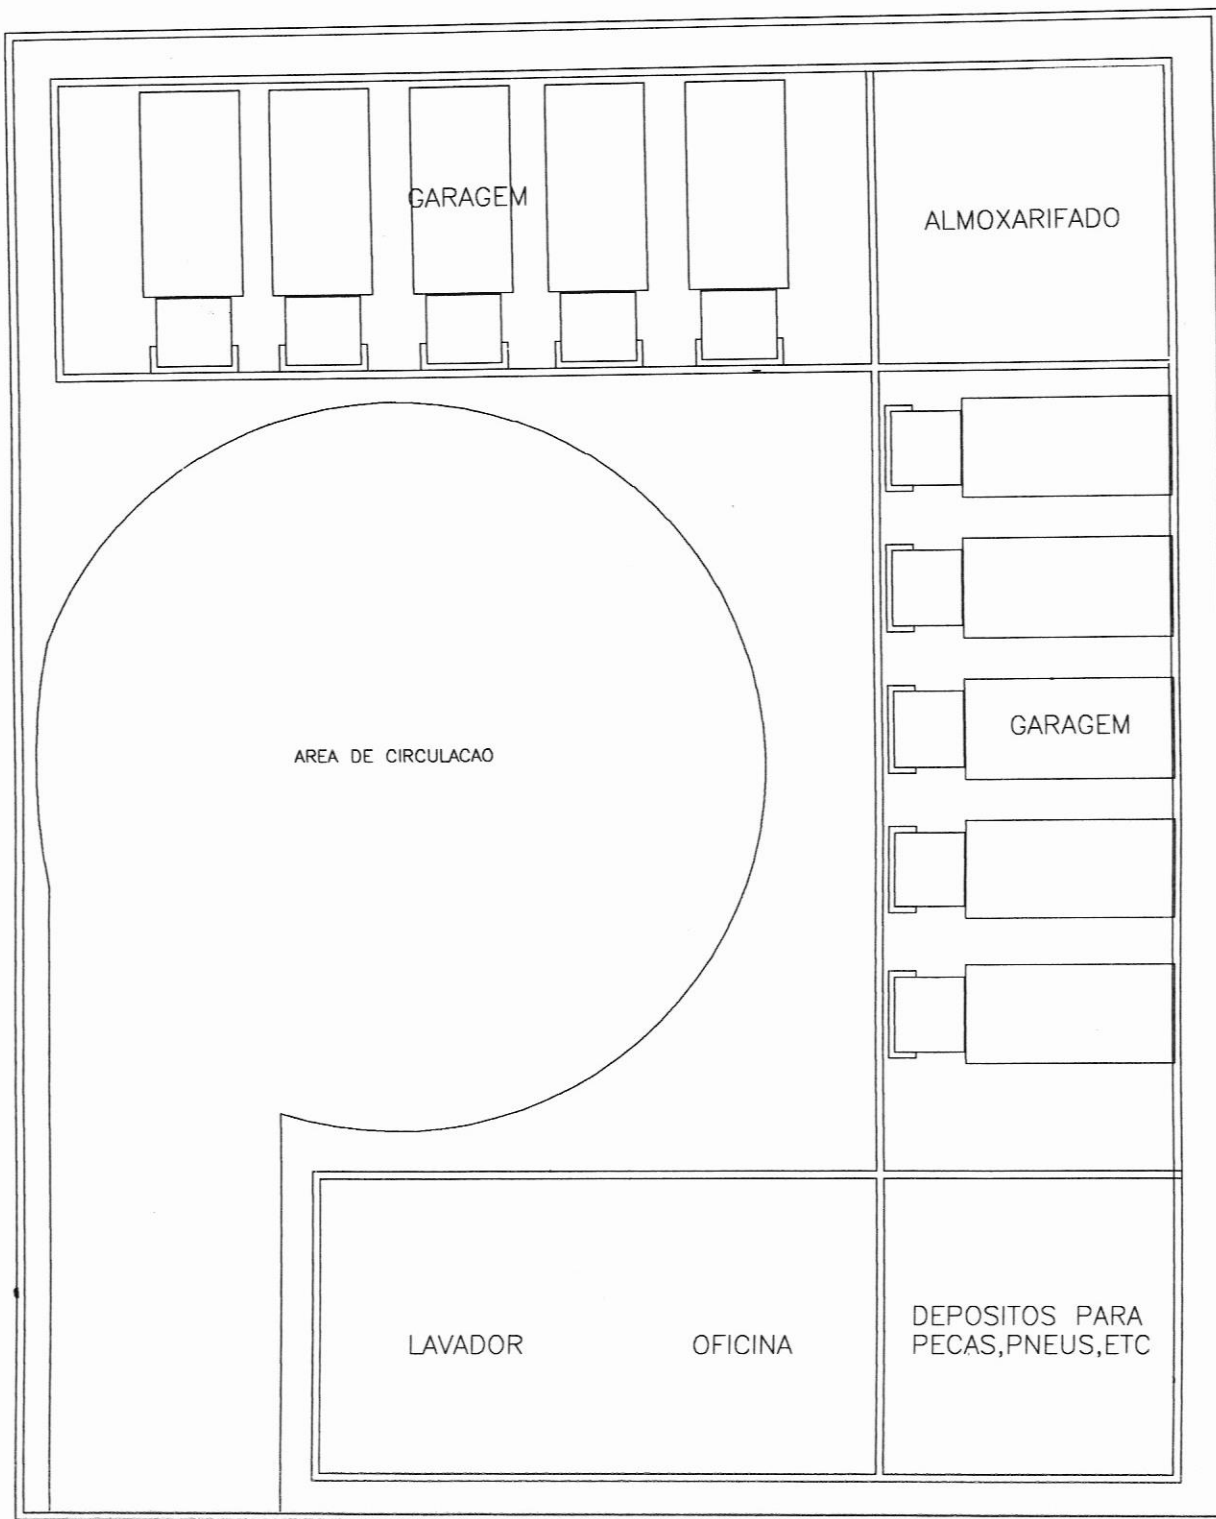 GARAGEM
ALMOXARIFADO
GARAGEM
AREA DE CIRCULACAO
LAVADOR
OFICINA
DEPOSITOS PARA
PECAS,PNEUS,ETC